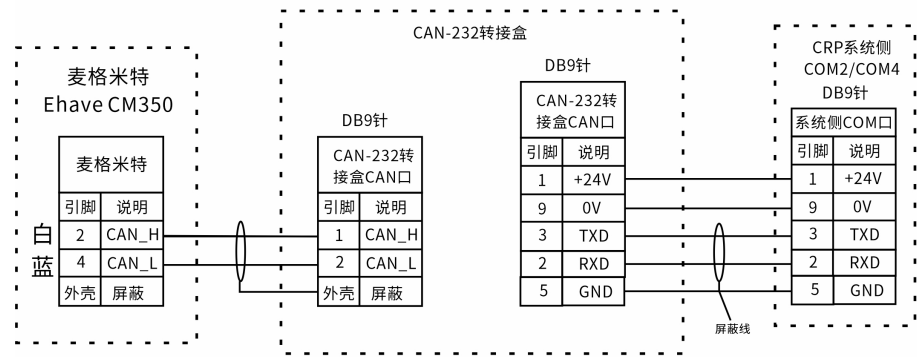 CAN-232转接盒
麦格米特
Ehave CM350
麦格米特
引脚 说明
白 2 CAN_H
蓝 4 CAN_L
外壳 屏蔽
DB9针
CAN-232转
接盒CAN口
引脚 说明
1 CAN_H
2 CAN_L
外壳 屏蔽
DB9针
CAN-232转
接盒CAN口
引脚 说明
1 +24V
9 0V
3 TXD
2 RXD
5 GND
屏蔽线
CRP系统侧
COM2/COM4
DB9针
系统侧COM口
引脚 说明
1 +24V
9 0V
3 TXD
2 RXD
5 GND